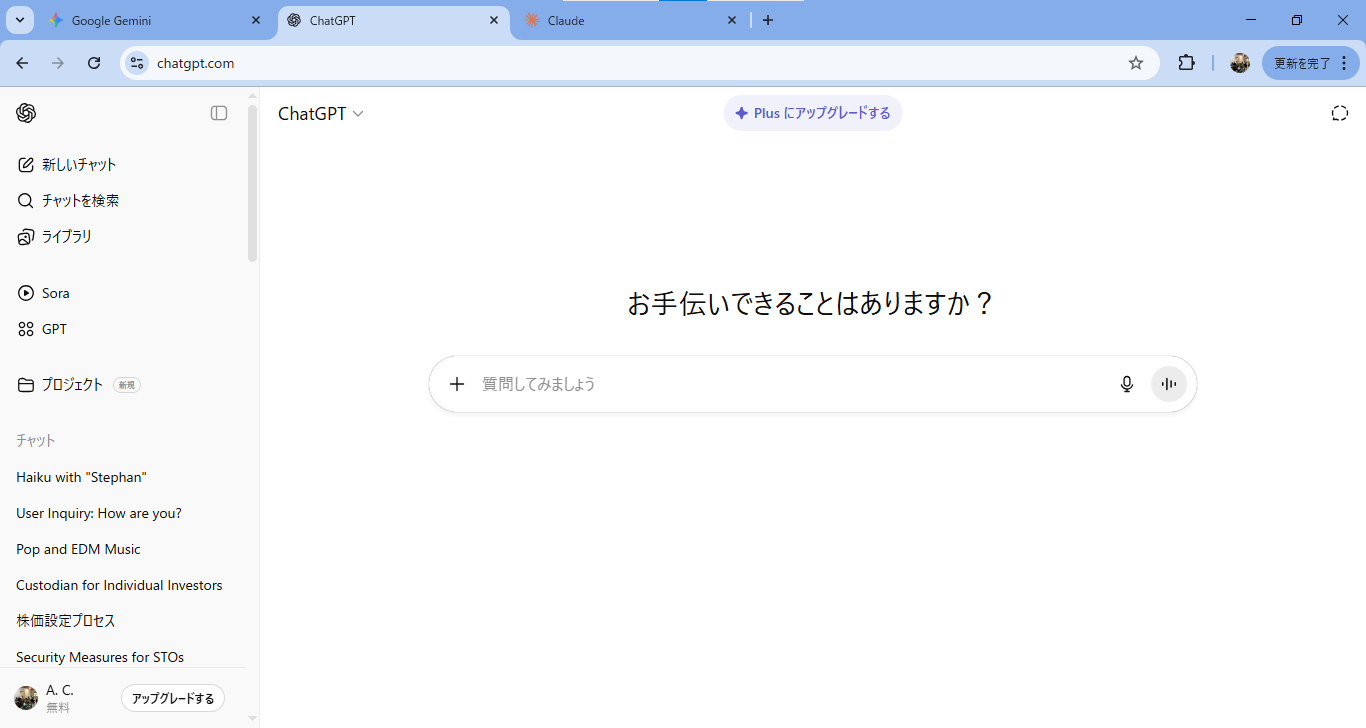 Google Gemini
ChatGPT
Claude
chatgpt.com
更新を完了
ChatGPT
Plus にアップグレードする
新しいチャット
チャットを検索
ライブラリ
Sora
GPT
プロジェクト 新規
チャット
Haiku with "Stephan"
User Inquiry: How are you?
Pop and EDM Music
Custodian for Individual Investors
株価設定プロセス
Security Measures for STOs
A. C.
無料
アップグレードする
お手伝いできることはありますか？
質問してみましょう